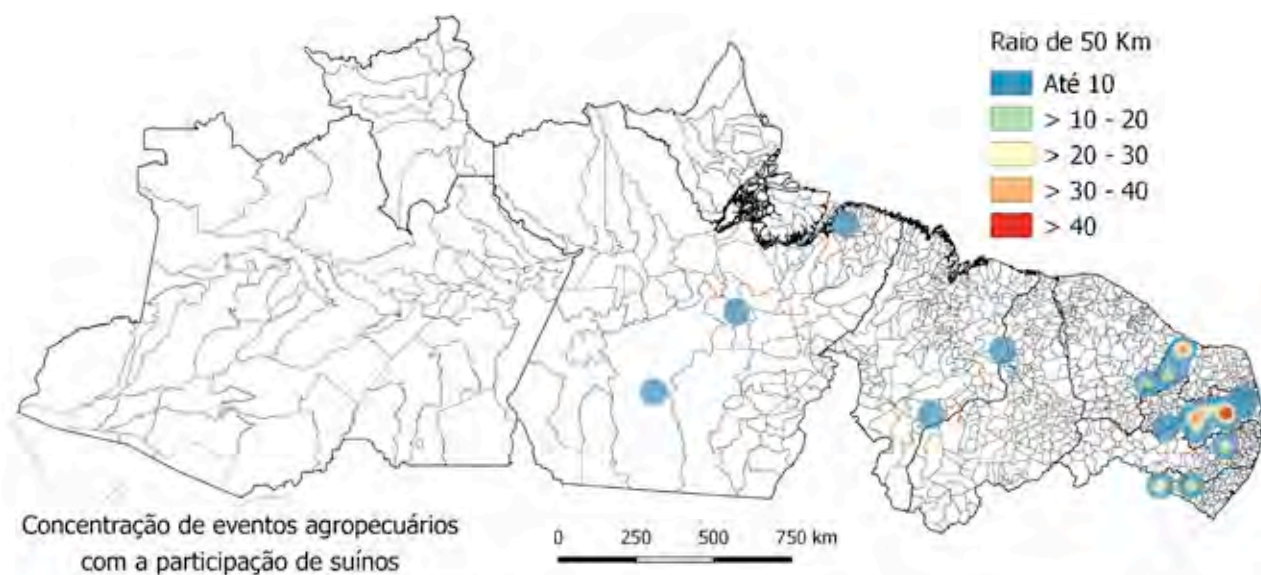 Raio de 50 Km
Até 10
> 10 - 20
> 20 - 30
> 30 - 40
> 40
Concentração de eventos agropecuários
com a participação de suínos
0 250 500 750 km